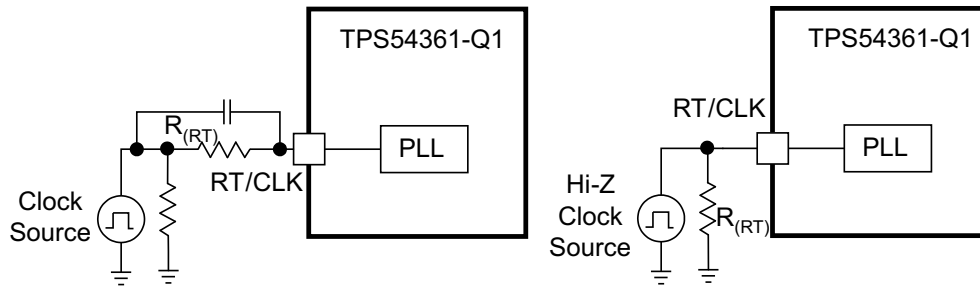 TPS54361-Q1
R(RT)
RT/CLK
PLL
Clock
Source
TPS54361-Q1
RT/CLK
PLL
Hi-Z
Clock
Source
R(RT)